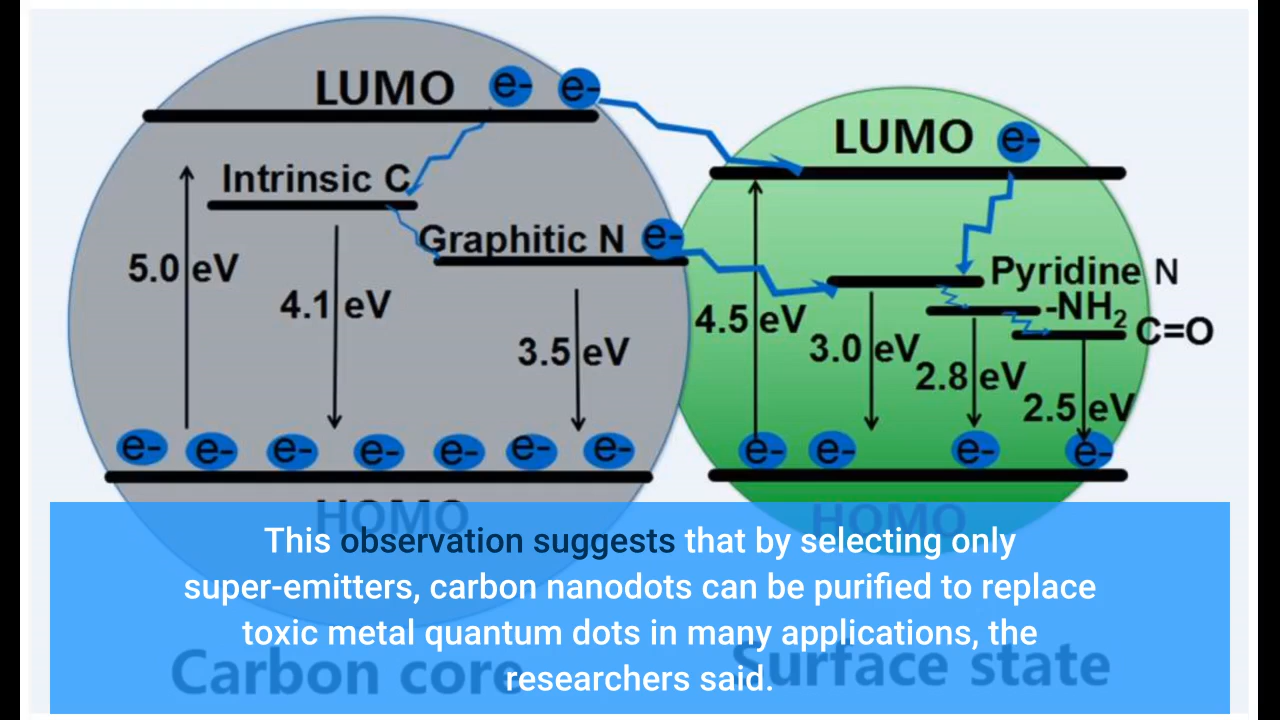 LUMO e- e-
LUMO e-
Intrinsic C
Graphitic N e-
5.0 eV
4.1 eV
3.5 eV
Pyridine N
-NH2
C=O
4.5 eV
3.0 eV
2.8 eV
2.5 eV
e- e- e- e- e- e- e-
e- e- e- e-
HOMO
HOMO
This observation suggests that by selecting only
super-emitters, carbon nanodots can be purified to replace
toxic metal quantum dots in many applications, the
researchers said.
Carbon core
Surface state